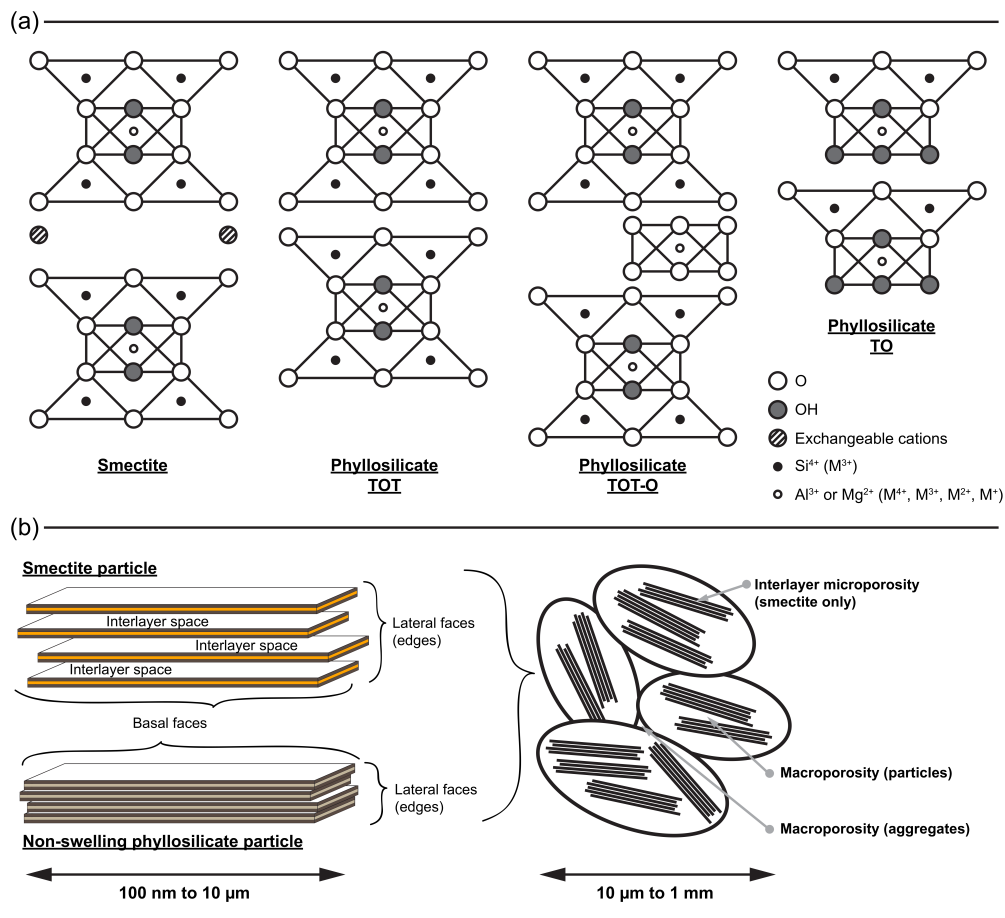 (a)
Smectite
Phyllosilicate
TOT
Phyllosilicate
TOT-O
Phyllosilicate
TO
O
OH
Exchangeable cations
Si⁴⁺ (M³⁺)
Al³⁺ or Mg²⁺ (M⁴⁺, M³⁺, M²⁺, M⁺)
(b)
Smectite particle
Interlayer space
Interlayer space
Interlayer space
Lateral faces
(edges)
Basal faces
Lateral faces
(edges)
Non-swelling phyllosilicate particle
100 nm to 10 µm
Interlayer microporosity
(smectite only)
Macroporosity (particles)
Macroporosity (aggregates)
10 µm to 1 mm